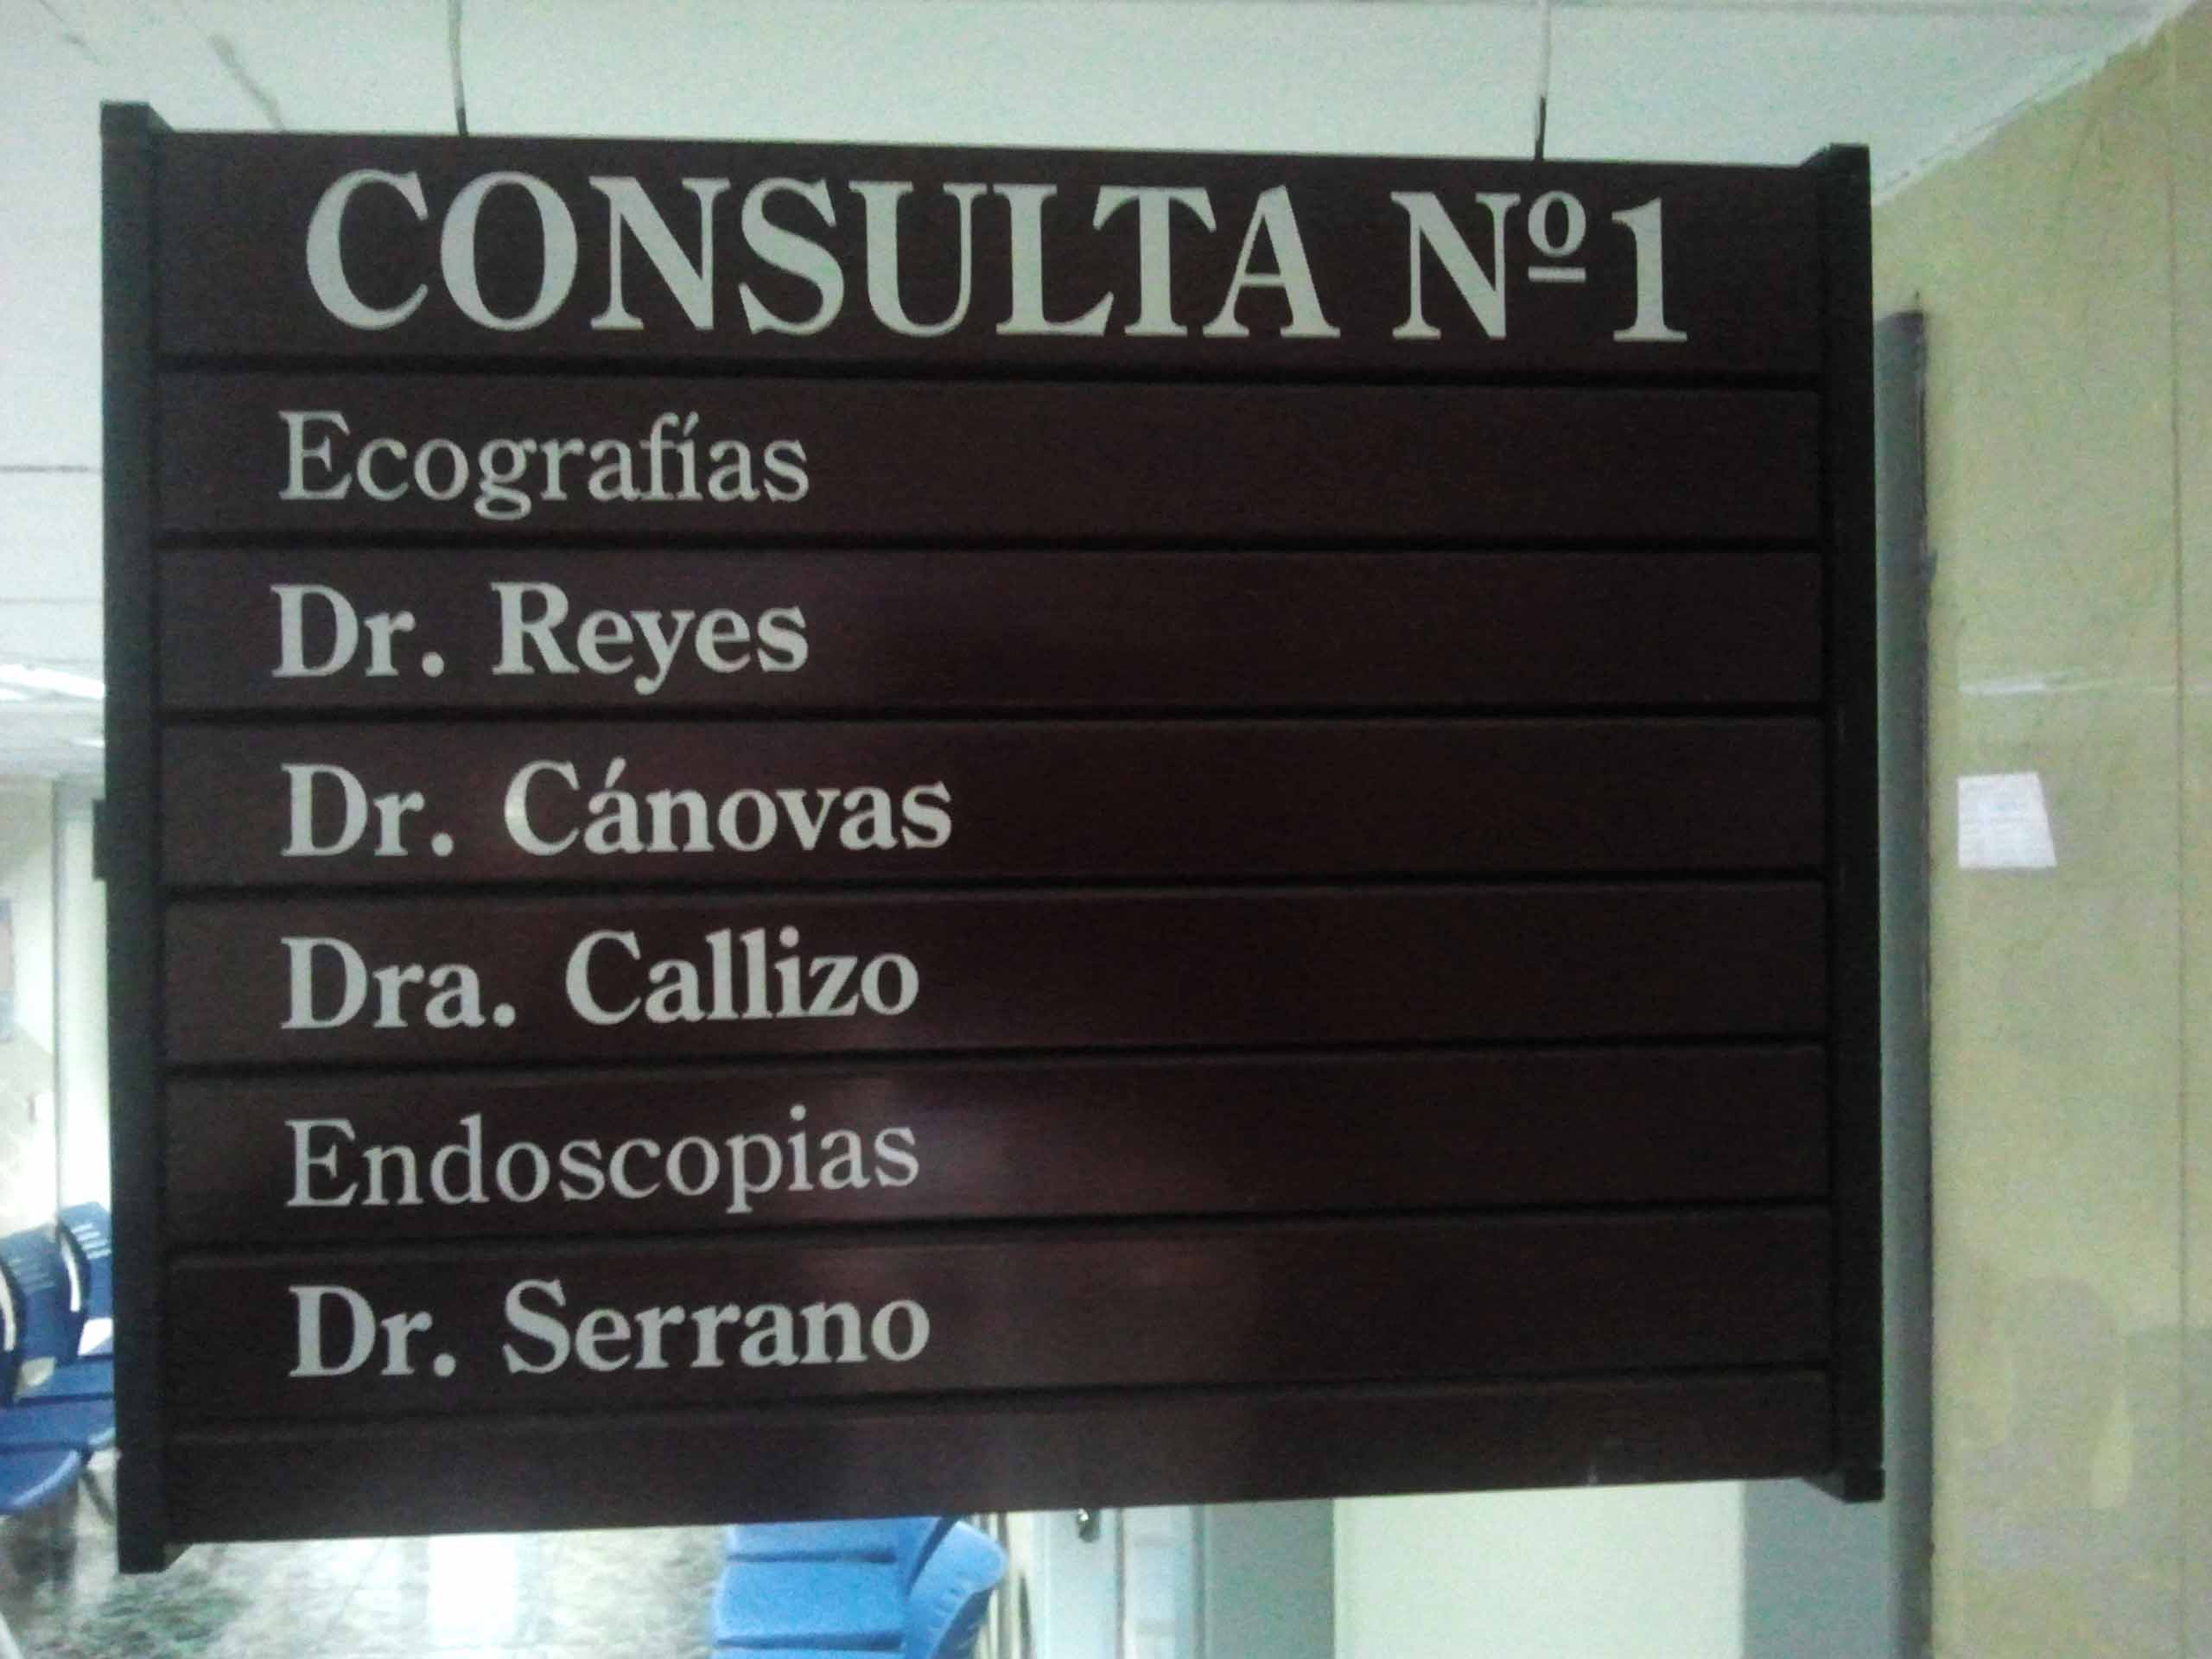 CONSULTA Nº1
Ecografías
Dr. Reyes
Dr. Cánovas
Dra. Callizo
Endoscopias
Dr. Serrano